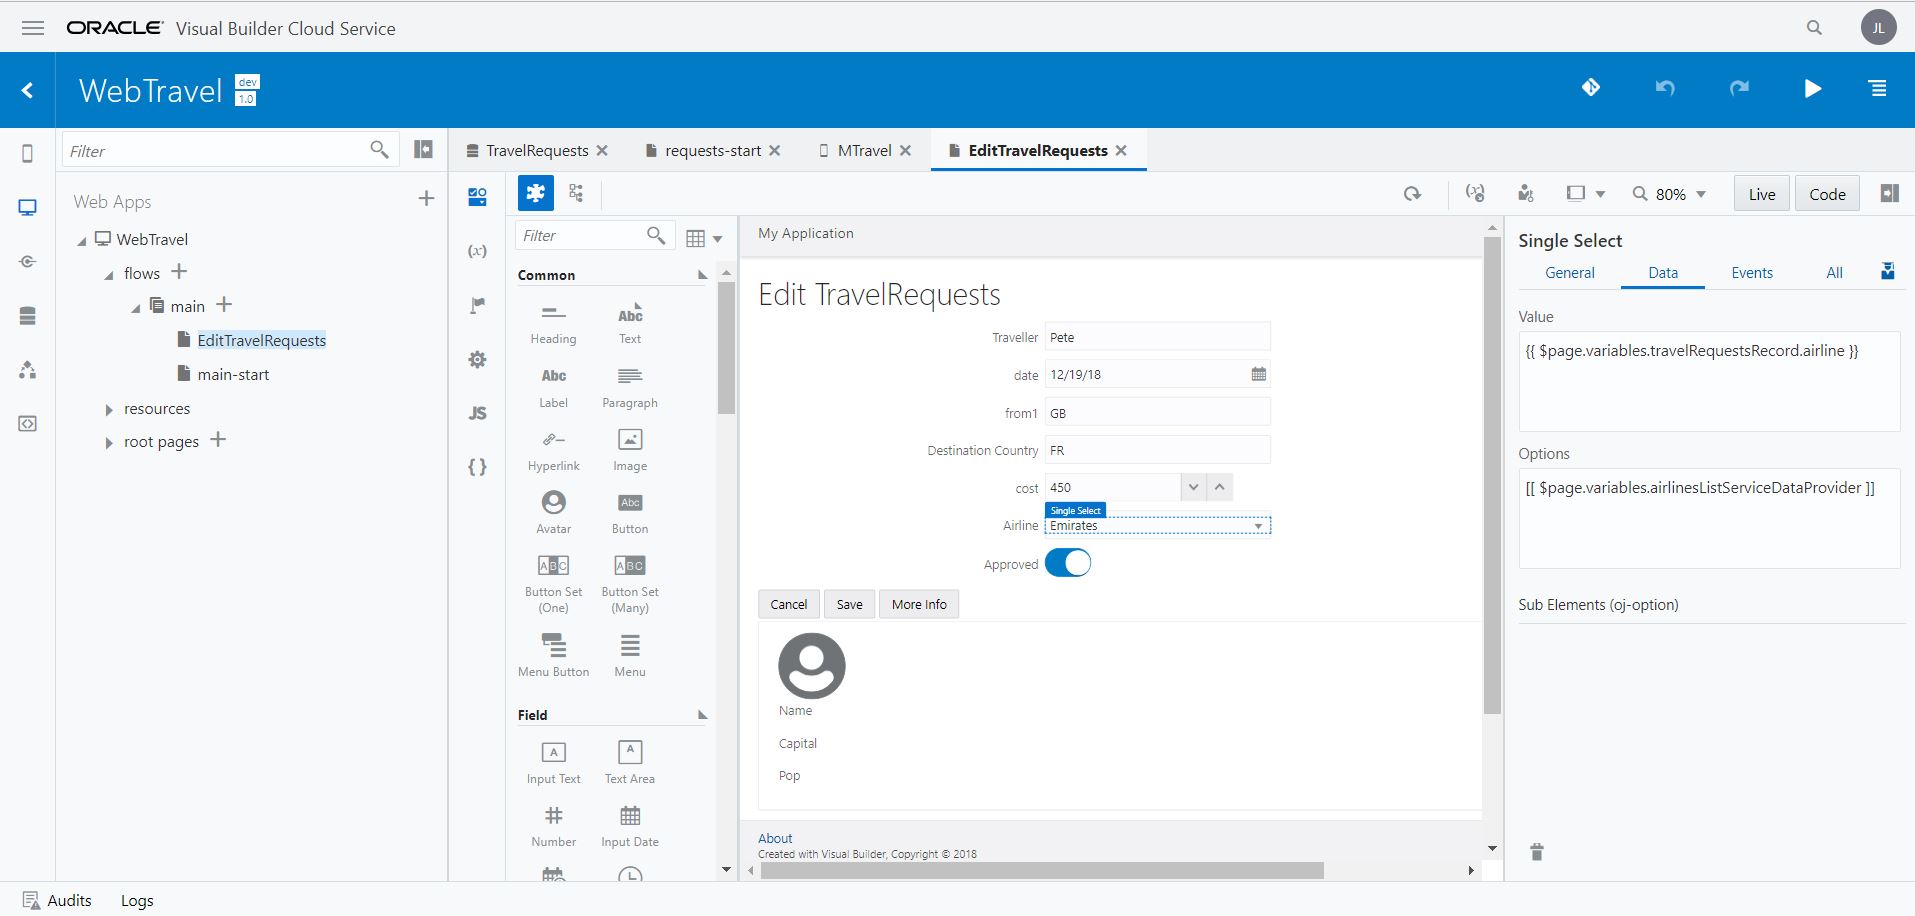 ORACLE Visual Builder Cloud Service
JL
WebTravel dev 1.0
Filter
TravelRequests
requests-start
MTravel
EditTravelRequests
Web Apps
WebTravel
flows
main
EditTravelRequests
main-start
resources
root pages
(x)
JS
{ }
80%
Live
Code
Filter
Common
Heading
Abc
Text
Abc
Label
Paragraph
Hyperlink
Image
Avatar
Abc
Button
ABC
Button Set
(One)
ABC
Button Set
(Many)
Menu Button
Menu
Field
A
Input Text
A
Text Area
Number
Input Date
My Application
Edit TravelRequests
Traveller Pete
date 12/19/18
from1 GB
Destination Country FR
cost 450
Single Select
Airline Emirates
Approved
Cancel Save More Info
Name
Capital
Pop
About
Created with Visual Builder, Copyright © 2018
Single Select
General Data Events All
Value
{{ $page.variables.travelRequestsRecord.airline }}
Options
[[ $page.variables.airlinesListServiceDataProvider ]]
Sub Elements (oj-option)
Audits Logs